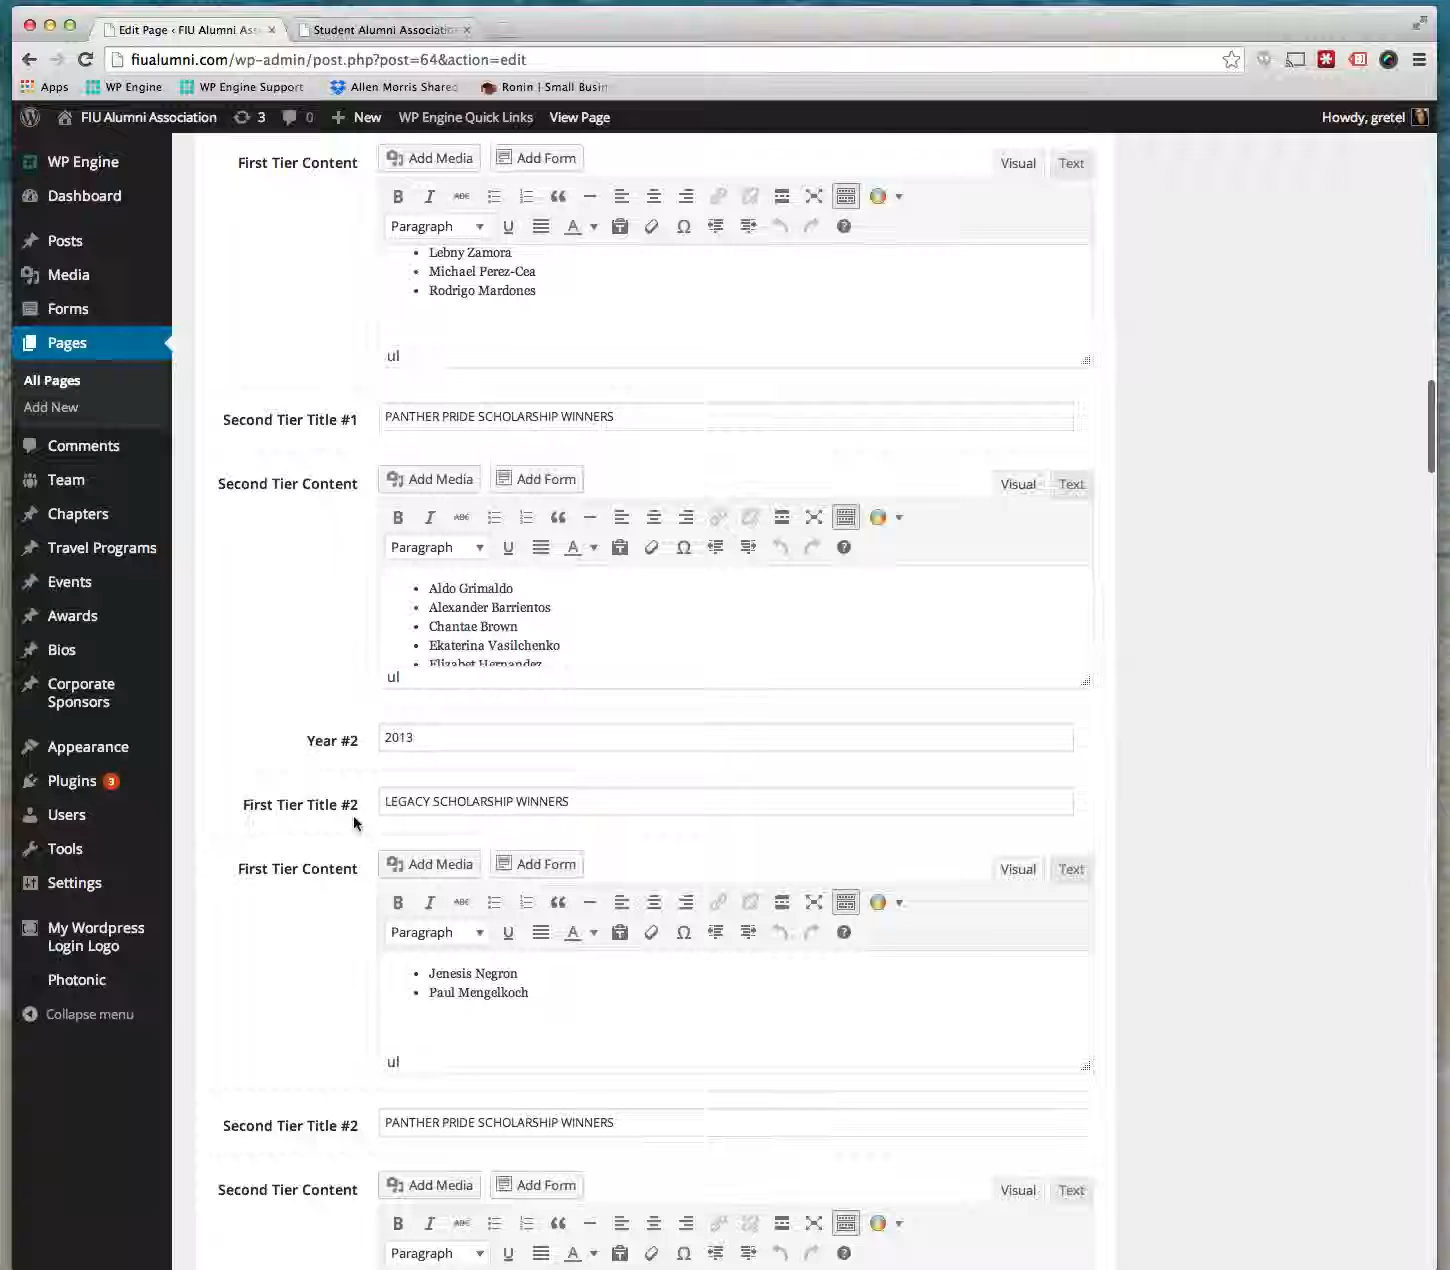 Edit Page ‹ FIU Alumni As
Student Alumni Associatio
fiualumni.com/wp-admin/post.php?post=64&action=edit
Apps WP Engine WP Engine Support Allen Morris Shared Ronin | Small Busin
FIU Alumni Association 3 0 New WP Engine Quick Links View Page Howdy, gretel
WP Engine
Dashboard
Posts
Media
Forms
Pages
All Pages
Add New
Comments
Team
Chapters
Travel Programs
Events
Awards
Bios
Corporate
Sponsors
Appearance
Plugins 3
Users
Tools
Settings
My Wordpress
Login Logo
Photonic
Collapse menu
First Tier Content Add Media Add Form Visual Text
B I ABC
Paragraph U A Ω ?
Lebny Zamora
Michael Perez-Cea
Rodrigo Mardones
ul
Second Tier Title #1 PANTHER PRIDE SCHOLARSHIP WINNERS
Second Tier Content Add Media Add Form Visual Text
B I ABC
Paragraph U A Ω ?
Aldo Grimaldo
Alexander Barrientos
Chantae Brown
Ekaterina Vasilchenko
Elizabet Hernandez
ul
Year #2 2013
First Tier Title #2 LEGACY SCHOLARSHIP WINNERS
First Tier Content Add Media Add Form Visual Text
B I ABC
Paragraph U A Ω ?
Jenesis Negron
Paul Mengelkoch
ul
Second Tier Title #2 PANTHER PRIDE SCHOLARSHIP WINNERS
Second Tier Content Add Media Add Form Visual Text
B I ABC
Paragraph U A Ω ?